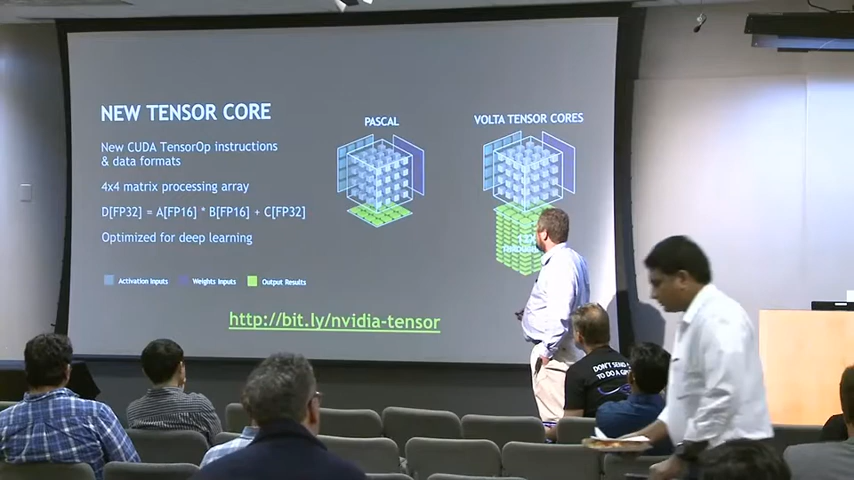 NEW TENSOR CORE
New CUDA TensorOp instructions
& data formats
4x4 matrix processing array
D[FP32] = A[FP16] * B[FP16] + C[FP32]
Optimized for deep learning
Activation Inputs
Weights Inputs
Output Results
PASCAL
VOLTA TENSOR CORES
http://bit.ly/nvidia-tensor
DON'T SEND
TO DO A